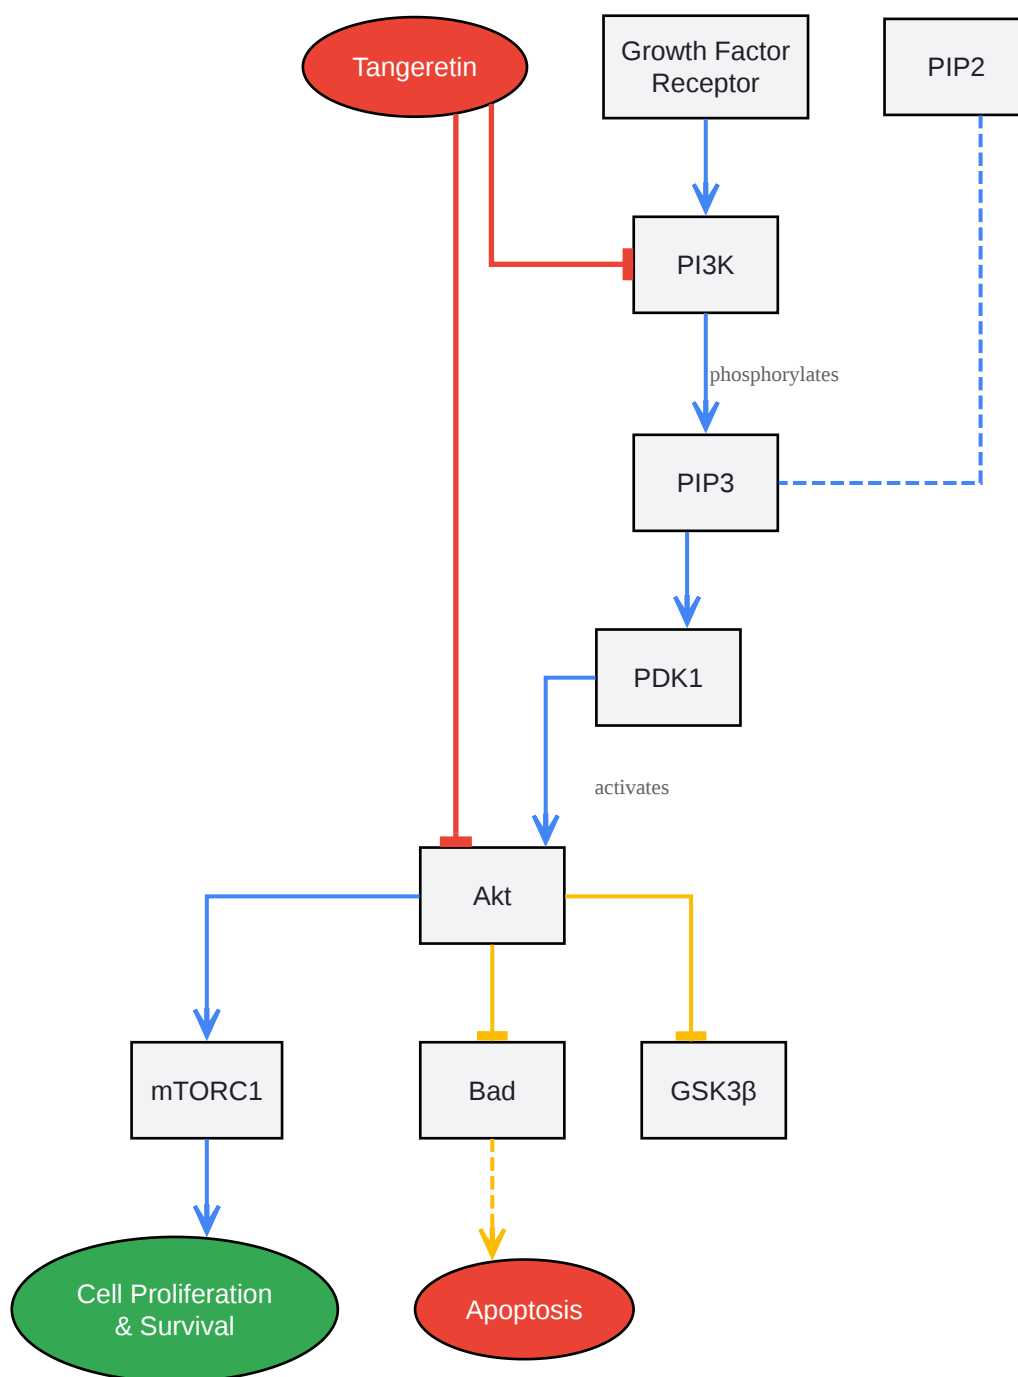 Tangeretin
Growth Factor
Receptor
PIP2
PI3K
phosphorylates
PIP3
PDK1
activates
Akt
mTORC1
Bad
GSK3β
Cell Proliferation
& Survival
Apoptosis